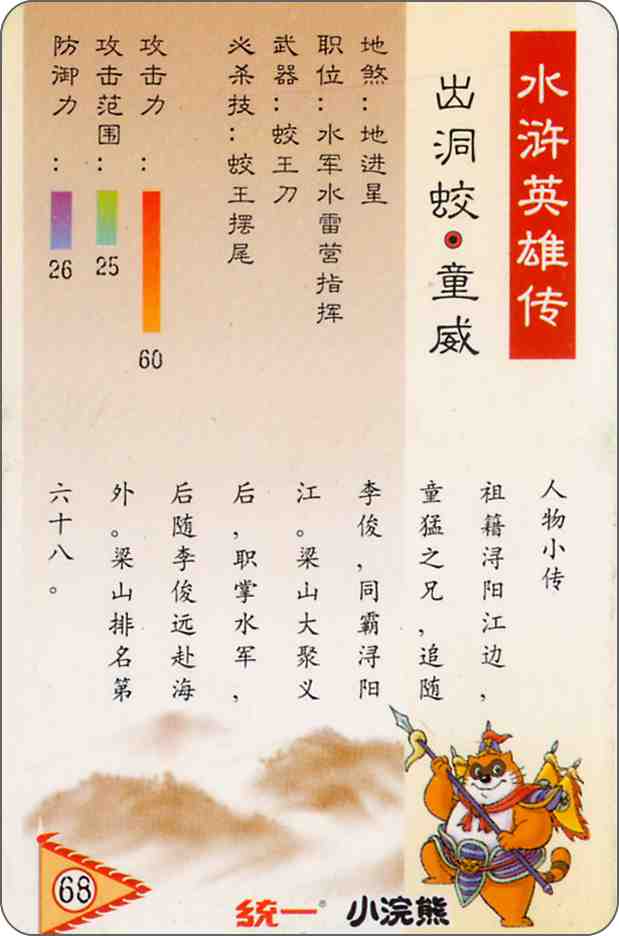 水浒英雄传
出洞蛟·童威
地煞：地进星
职位：水军水雷营指挥
武器：蛟王刀
必杀技：蛟王摆尾
攻击力：60
攻击范围：25
防御力：26
人物小传
祖籍浔阳江边，
童猛之兄，追随
李俊，同霸浔阳
江。梁山大聚义
后，职掌水军，
后随李俊远赴海
外。梁山排名第
六十八。
68
統一®
小浣熊